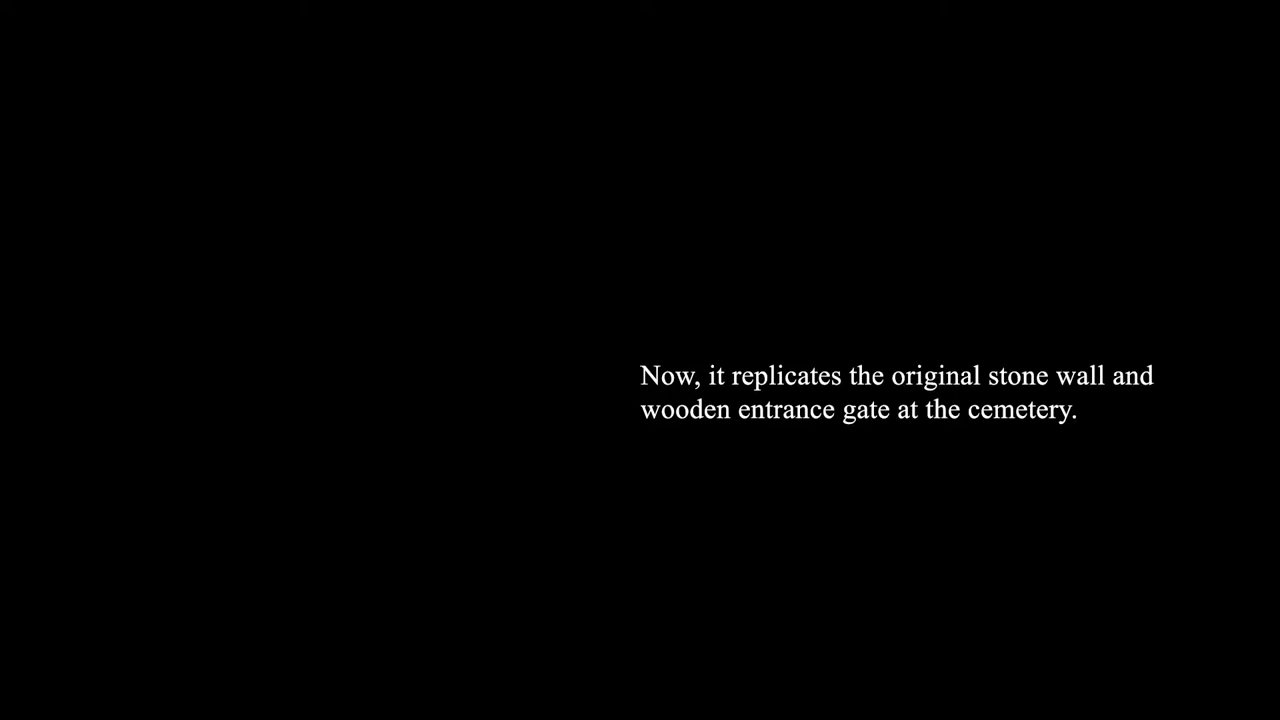 Now, it replicates the original stone wall and
wooden entrance gate at the cemetery.